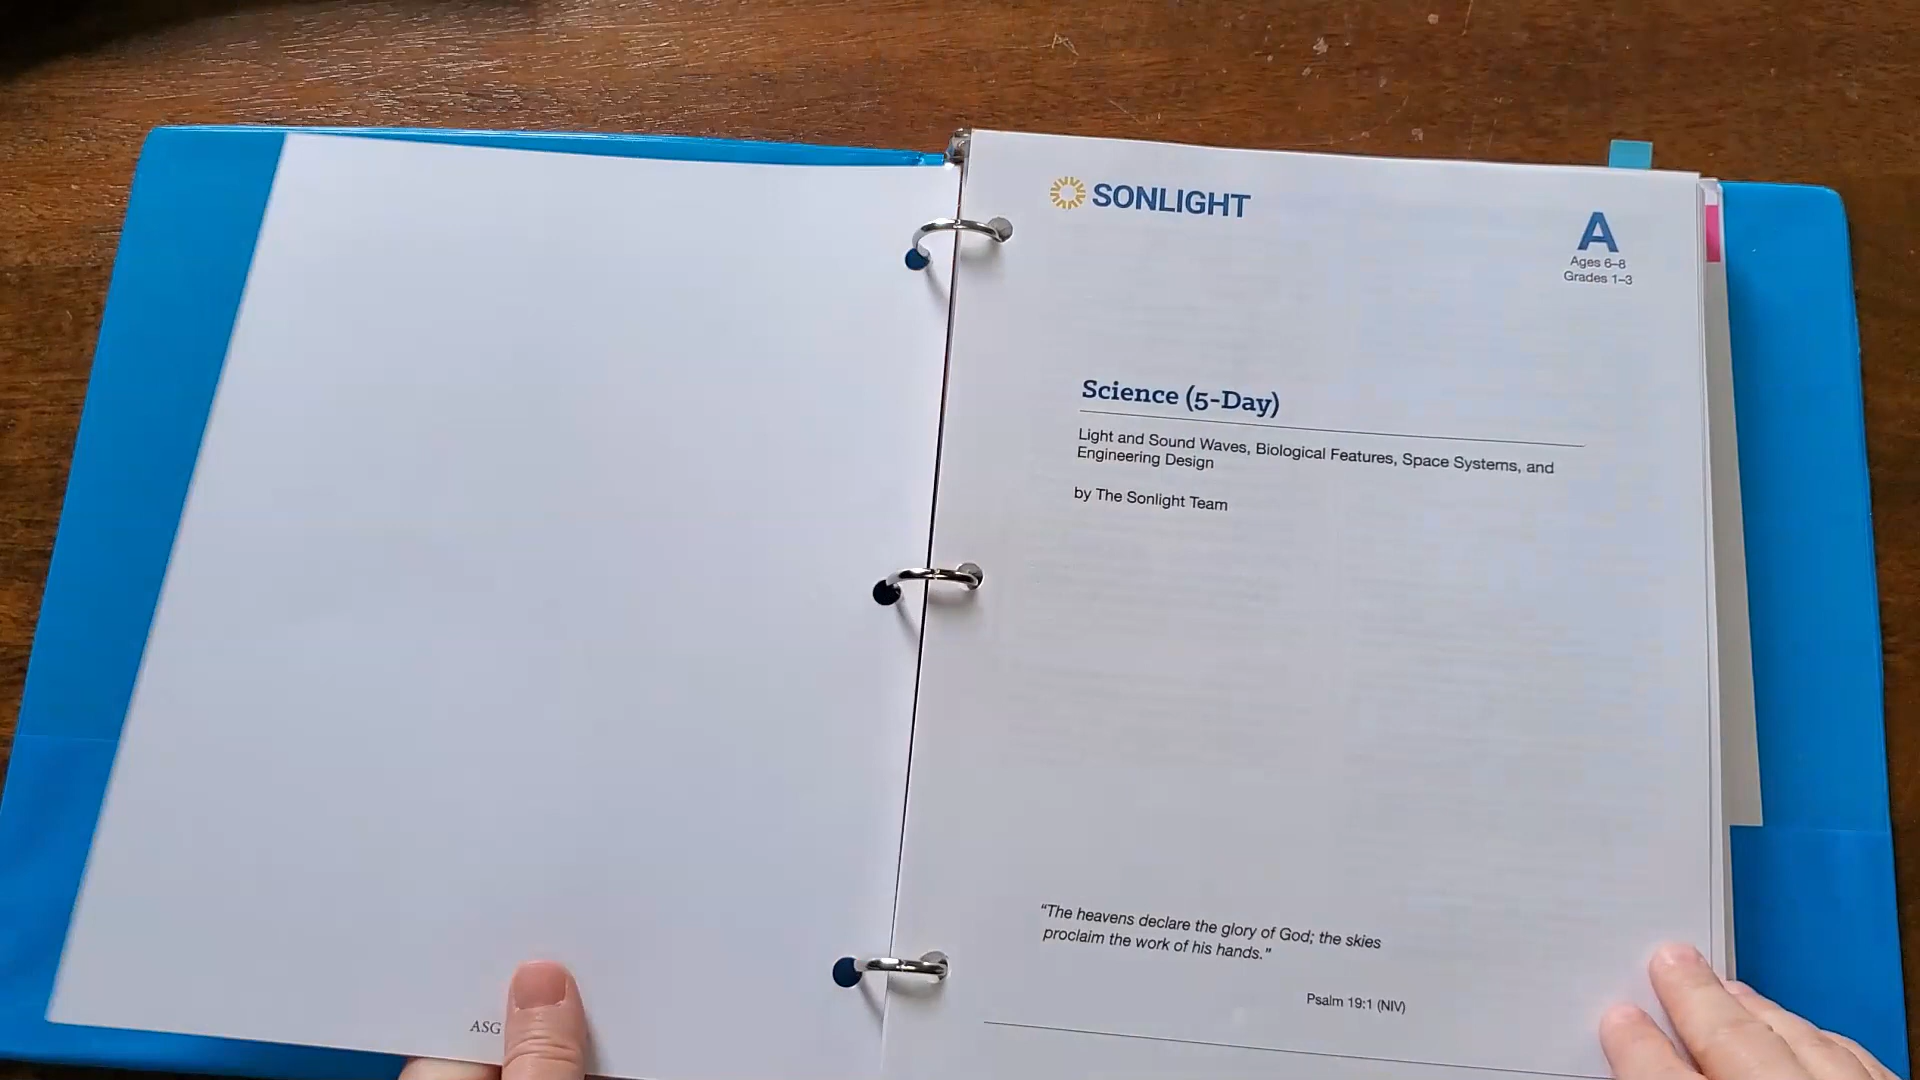 ASG
SONLIGHT
A
Ages 6–8
Grades 1–3
Science (5-Day)
Light and Sound Waves, Biological Features, Space Systems, and
Engineering Design
by The Sonlight Team
“The heavens declare the glory of God; the skies
proclaim the work of his hands.”
Psalm 19:1 (NIV)